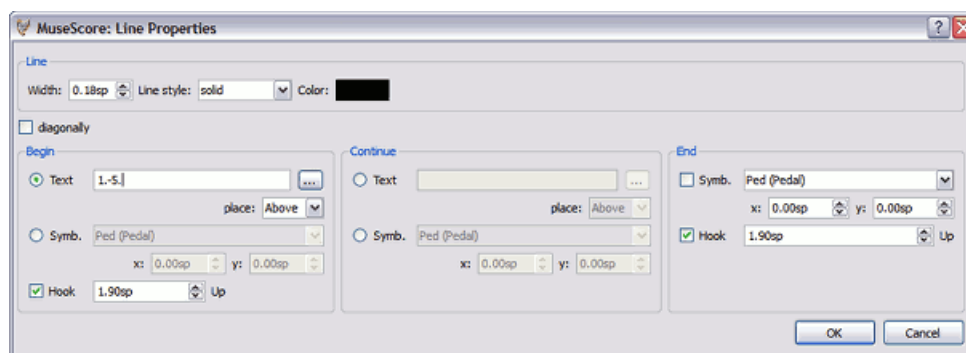 MuseScore: Line Properties
Line
Width: 0.18sp Line style: solid Color:
diagonally
Begin
Text 1.-5.
...
place: Above
Symb. Ped (Pedal)
x: 0.00sp y: 0.00sp
Hook 1.90sp Up
Continue
Text
...
place: Above
Symb. Ped (Pedal)
x: 0.00sp y: 0.00sp
End
Symb. Ped (Pedal)
x: 0.00sp y: 0.00sp
Hook 1.90sp Up
OK Cancel